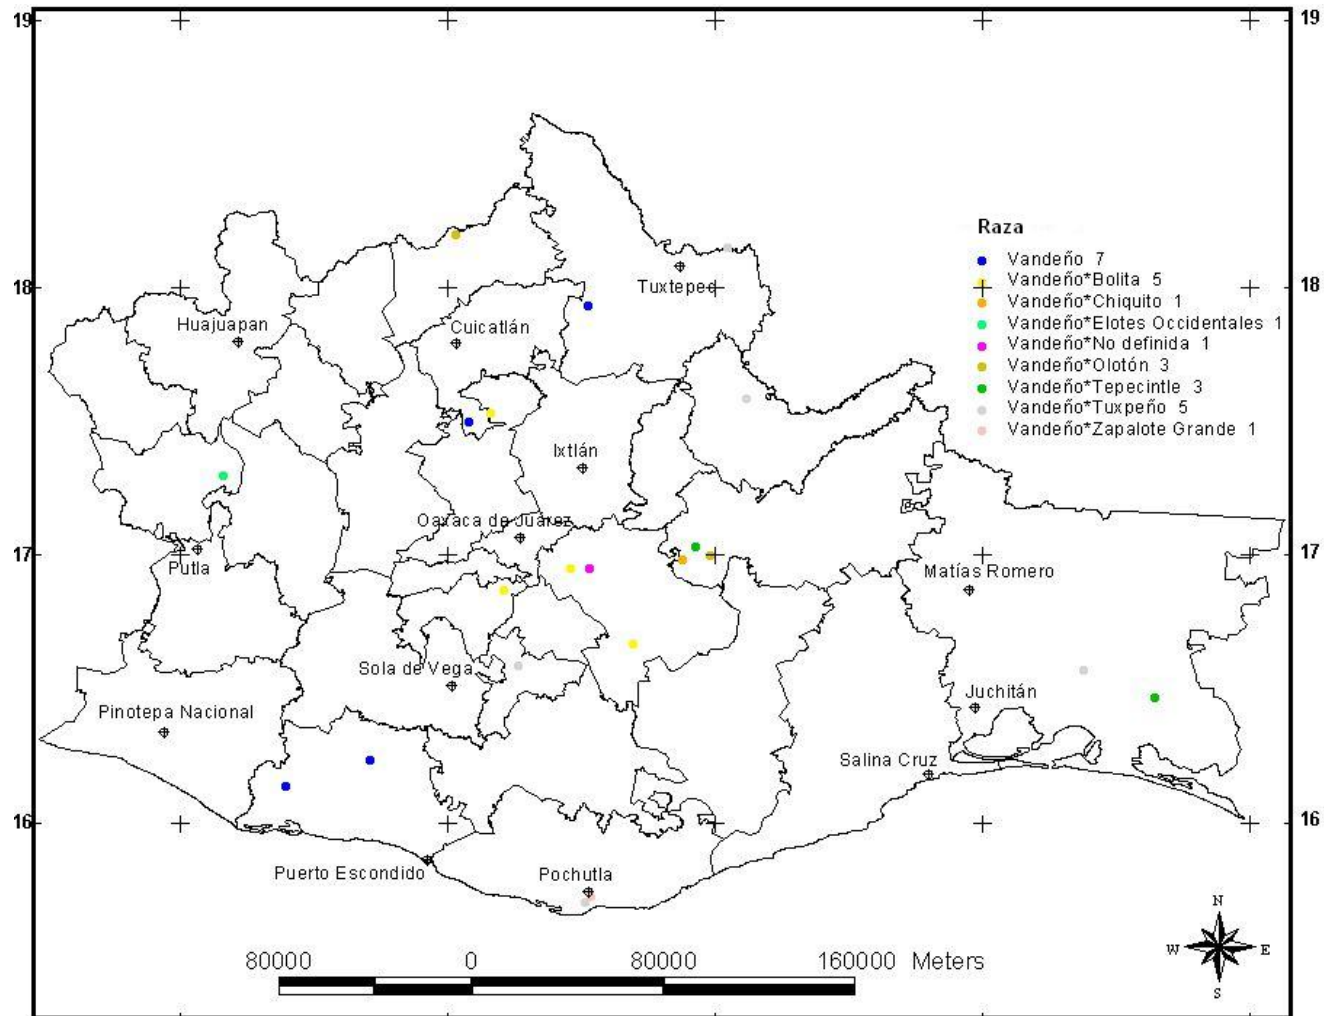 19
19
Raza
Vandeño 7
Vandeño*Bolita 5
Vandeño*Chiquito 1
Vandeño*Elotes Occidentales 1
Vandeño*No definida 1
Vandeño*Olotón 3
Vandeño*Tepecintle 3
Vandeño*Tuxpeño 5
Vandeño*Zapalote Grande 1
Tuxtepec
18
18
Huajuapan
Cuicatlán
Ixtlán
Oaxaca de Juárez
17
17
Putla
Matías Romero
Sola de Vega
Juchitán
Pinotepa Nacional
Salina Cruz
16
16
Puerto Escondido
Pochutla
N
W
E
S
80000 0 80000 160000 Meters